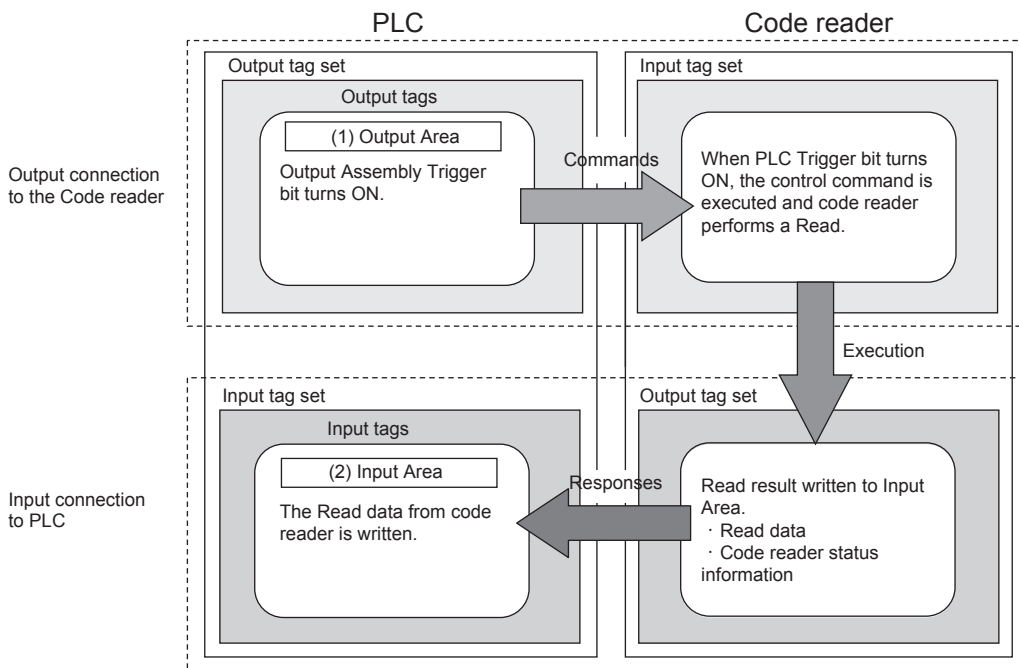 PLC
Code reader
Output tag set
Input tag set
Output tags
(1) Output Area
Output Assembly Trigger
bit turns ON.
Commands
When PLC Trigger bit turns
ON, the control command is
executed and code reader
performs a Read.
Output connection
to the Code reader
Execution
Input tag set
Output tag set
Input tags
(2) Input Area
The Read data from code
reader is written.
Responses
Read result written to Input
Area.
· Read data
· Code reader status
information
Input connection
to PLC